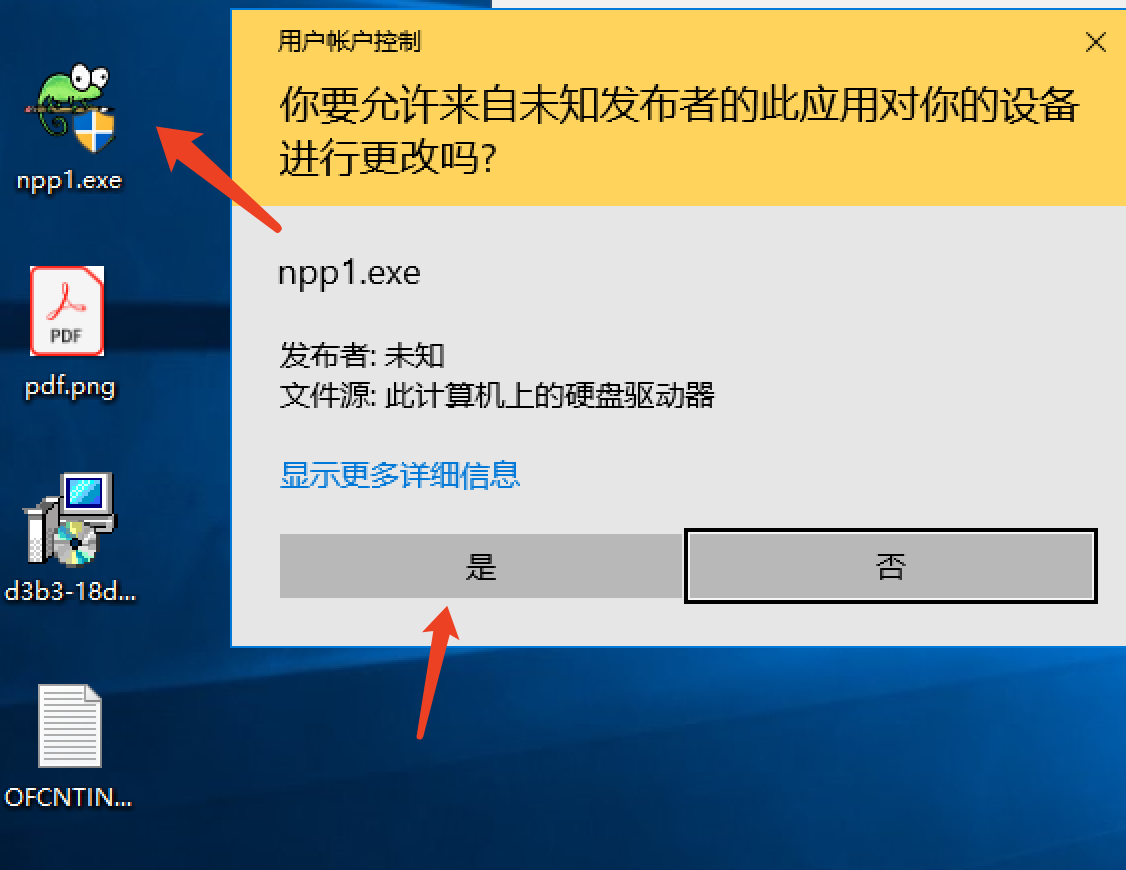 用户帐户控制
你要允许来自未知发布者的此应用对你的设备
进行更改吗?
npp1.exe
发布者: 未知
文件源: 此计算机上的硬盘驱动器
显示更多详细信息
是
否
npp1.exe
PDF
pdf.png
d3b3-18d...
OFCNTIN...